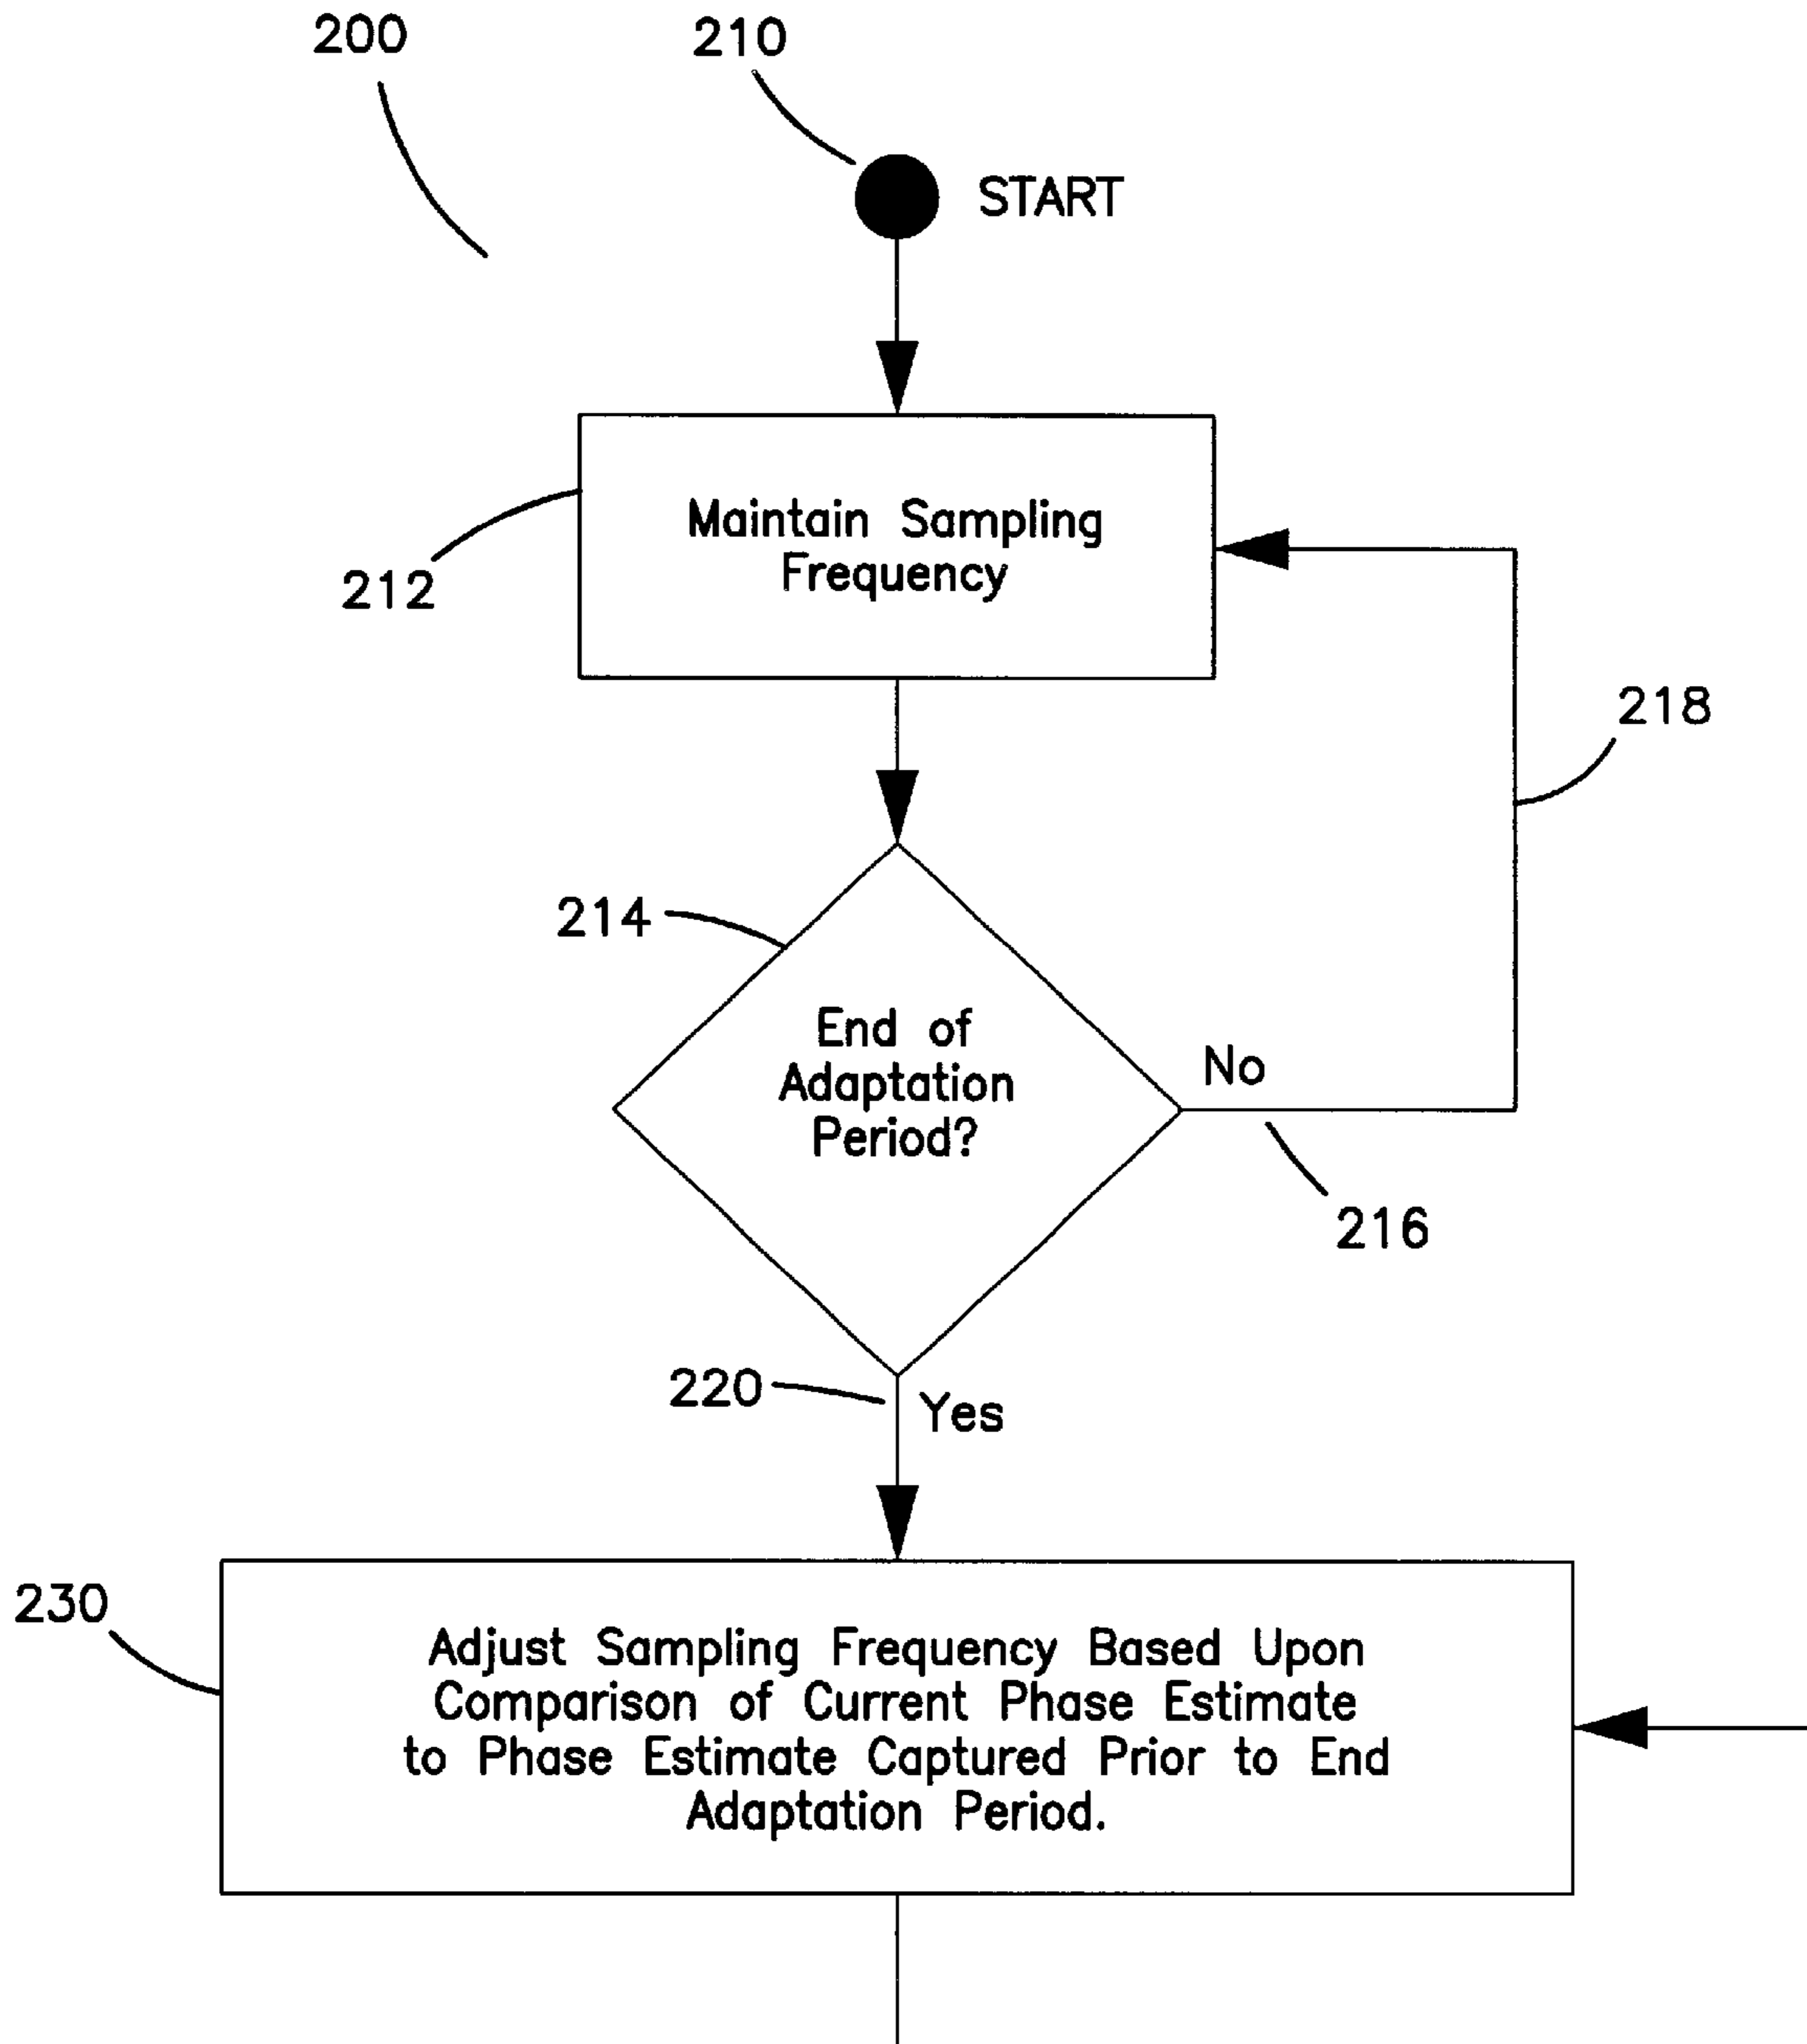 200
210
START
Maintain Sampling
Frequency
212
218
214
End of
Adaptation
Period?
No
216
220
Yes
230
Adjust Sampling Frequency Based Upon
Comparison of Current Phase Estimate
to Phase Estimate Captured Prior to End
Adaptation Period.